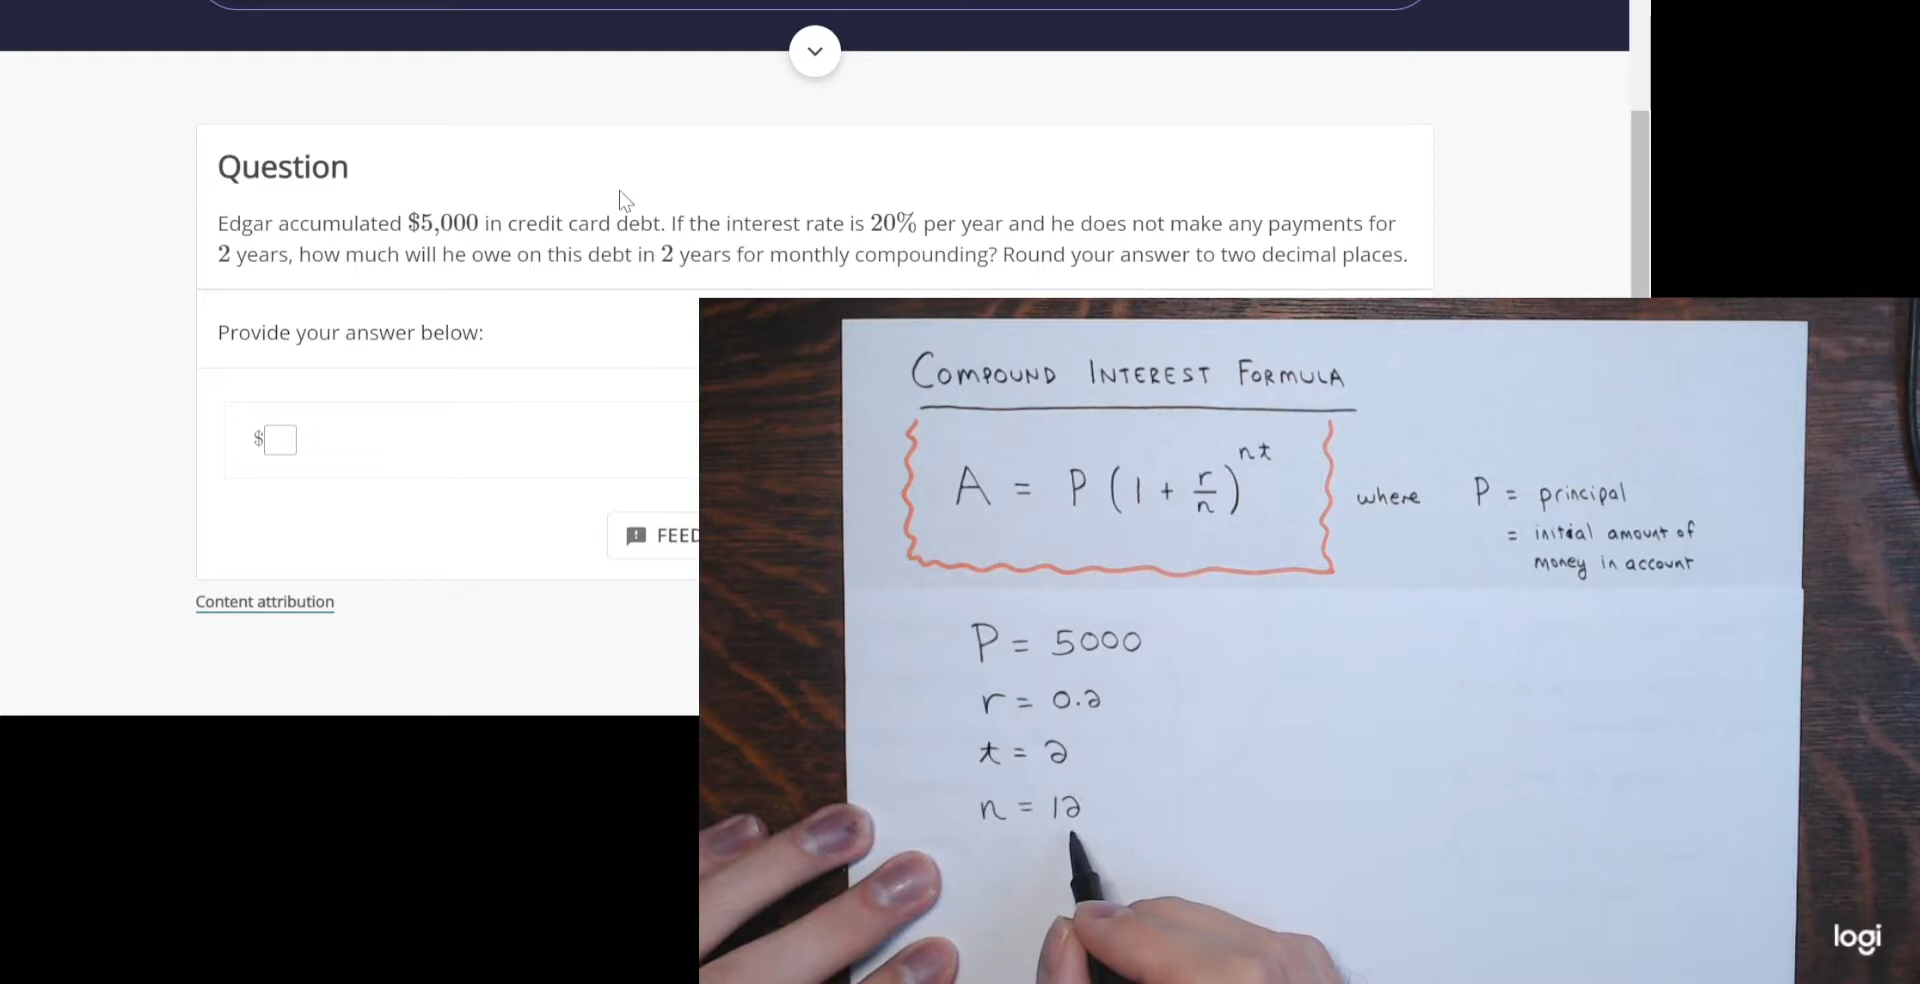 Question
Edgar accumulated $5,000 in credit card debt. If the interest rate is 20% per year and he does not make any payments for
2 years, how much will he owe on this debt in 2 years for monthly compounding? Round your answer to two decimal places.
Provide your answer below:
$
FEED
Content attribution
COMPOUND INTEREST FORMULA
A = P (1 + r/n)^nt where P = principal
= initial amount of
money in account
P = 5000
r = 0.2
t = 2
n = 12
logi